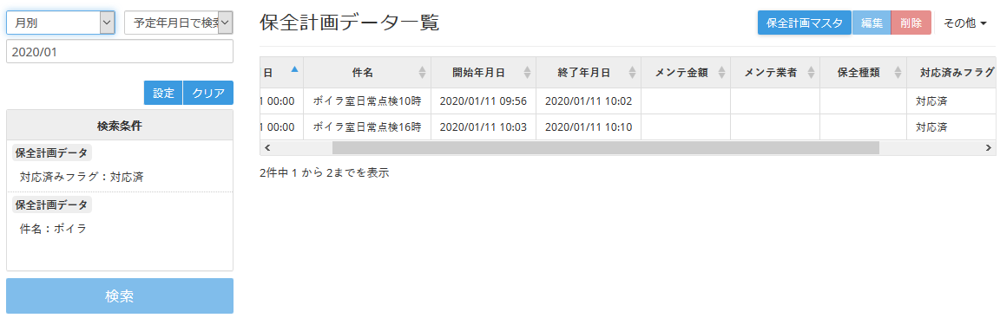 月別
予定年月日で検索
2020/01
設定 クリア
検索条件
保全計画データ
対応済みフラグ：対応済
保全計画データ
件名：ボイラ
検索
保全計画データ一覧
保全計画マスタ 編集 削除 その他
日 件名 開始年月日 終了年月日 メンテ金額 メンテ業者 保全種類 対応済みフラグ
1 00:00 ボイラ室日常点検10時 2020/01/11 09:56 2020/01/11 10:02 対応済
1 00:00 ボイラ室日常点検16時 2020/01/11 10:03 2020/01/11 10:10 対応済
2件中 1 から 2までを表示